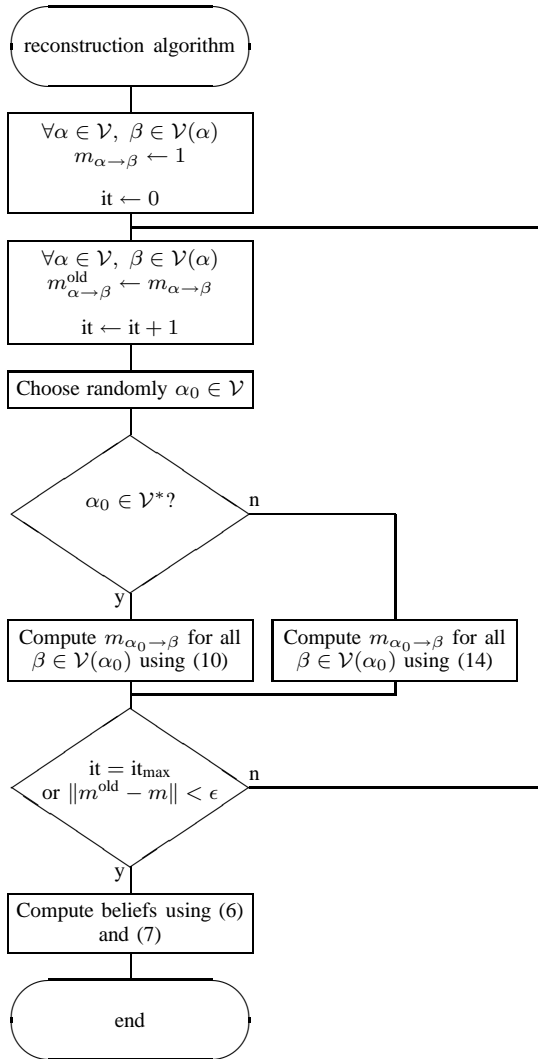 reconstruction algorithm
∀α ∈ 𝒱, β ∈ 𝒱(α)
m_{α→β} ← 1
it ← 0
∀α ∈ 𝒱, β ∈ 𝒱(α)
m^{old}_{α→β} ← m_{α→β}
it ← it + 1
Choose randomly α₀ ∈ 𝒱
α₀ ∈ 𝒱*?
n
y
Compute m_{α₀→β} for all
β ∈ 𝒱(α₀) using (10)
Compute m_{α₀→β} for all
β ∈ 𝒱(α₀) using (14)
it = it_{max}
or ‖m^{old} − m‖ < ϵ
n
y
Compute beliefs using (6)
and (7)
end